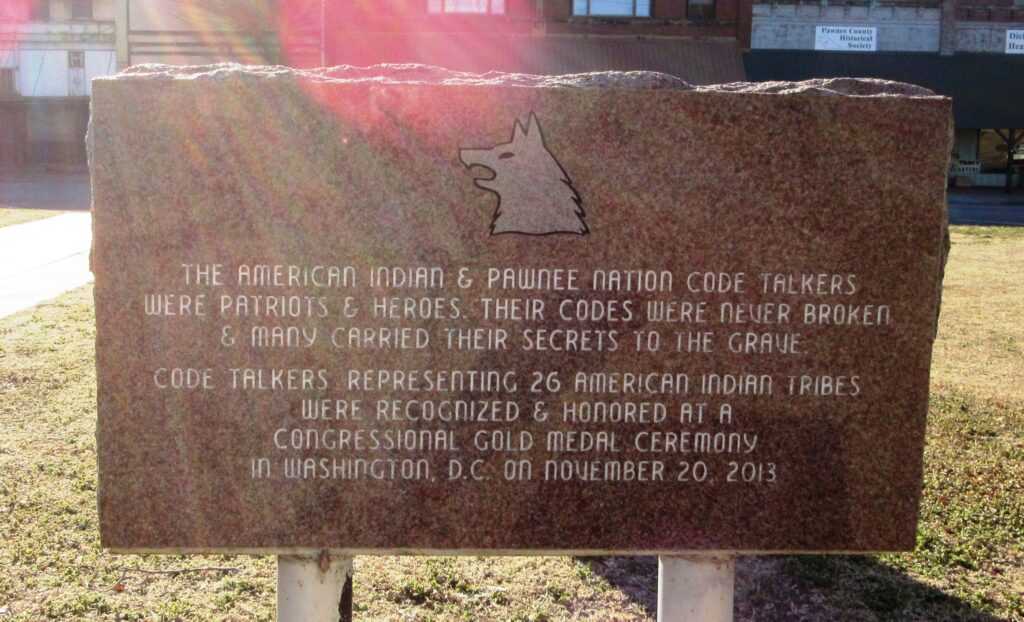 Pawnee County
Historical
Society
THE AMERICAN INDIAN & PAWNEE NATION CODE TALKERS
WERE PATRIOTS & HEROES. THEIR CODES WERE NEVER BROKEN
& MANY CARRIED THEIR SECRETS TO THE GRAVE.
CODE TALKERS REPRESENTING 26 AMERICAN INDIAN TRIBES
WERE RECOGNIZED & HONORED AT A
CONGRESSIONAL GOLD MEDAL CEREMONY
IN WASHINGTON, D.C. ON NOVEMBER 20, 2013